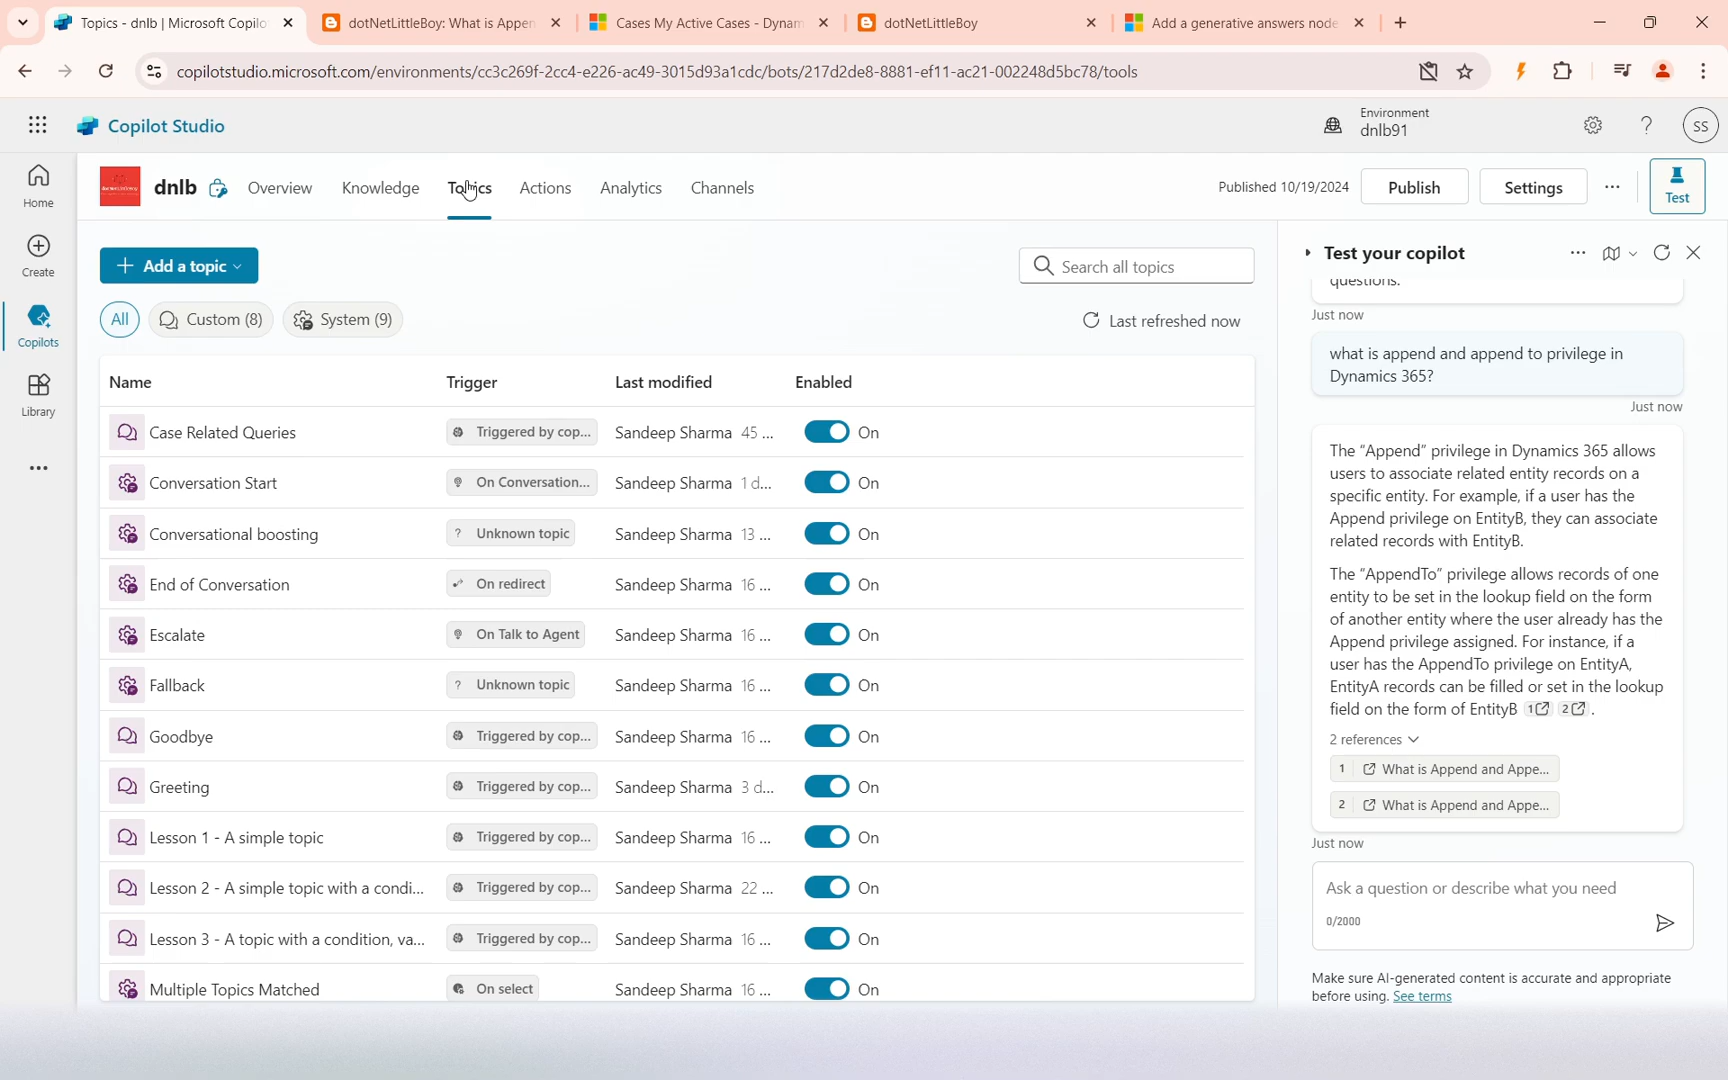 Topics - dnlb | Microsoft Copilo
dotNetLittleBoy: What is Appen
Cases My Active Cases - Dynam
dotNetLittleBoy
Add a generative answers node
copilotstudio.microsoft.com/environments/cc3c269f-2cc4-e226-ac49-3015d93a1cdc/bots/217d2de8-8881-ef11-ac21-002248d5bc78/tools
Copilot Studio
Environment
dnlb91
SS
dnlb
Overview
Knowledge
Topics
Actions
Analytics
Channels
Published 10/19/2024
Publish
Settings
Test
Home
Create
Copilots
Library
Add a topic
Search all topics
All
Custom (8)
System (9)
Last refreshed now
Name Trigger Last modified Enabled
Case Related Queries Triggered by cop... Sandeep Sharma 45 ... On
Conversation Start On Conversation... Sandeep Sharma 1 d... On
Conversational boosting ? Unknown topic Sandeep Sharma 13 ... On
End of Conversation On redirect Sandeep Sharma 16 ... On
Escalate On Talk to Agent Sandeep Sharma 16 ... On
Fallback ? Unknown topic Sandeep Sharma 16 ... On
Goodbye Triggered by cop... Sandeep Sharma 16 ... On
Greeting Triggered by cop... Sandeep Sharma 3 d... On
Lesson 1 - A simple topic Triggered by cop... Sandeep Sharma 16 ... On
Lesson 2 - A simple topic with a condi... Triggered by cop... Sandeep Sharma 22 ... On
Lesson 3 - A topic with a condition, va... Triggered by cop... Sandeep Sharma 16 ... On
Multiple Topics Matched On select Sandeep Sharma 16 ... On
Test your copilot
questions.
Just now
what is append and append to privilege in
Dynamics 365?
Just now
The “Append” privilege in Dynamics 365 allows
users to associate related entity records on a
specific entity. For example, if a user has the
Append privilege on EntityB, they can associate
related records with EntityB.
The “AppendTo” privilege allows records of one
entity to be set in the lookup field on the form
of another entity where the user already has the
Append privilege assigned. For instance, if a
user has the AppendTo privilege on EntityA,
EntityA records can be filled or set in the lookup
field on the form of EntityB 1 2 .
2 references
1 What is Append and Appe...
2 What is Append and Appe...
Just now
Ask a question or describe what you need
0/2000
Make sure AI-generated content is accurate and appropriate
before using. See terms